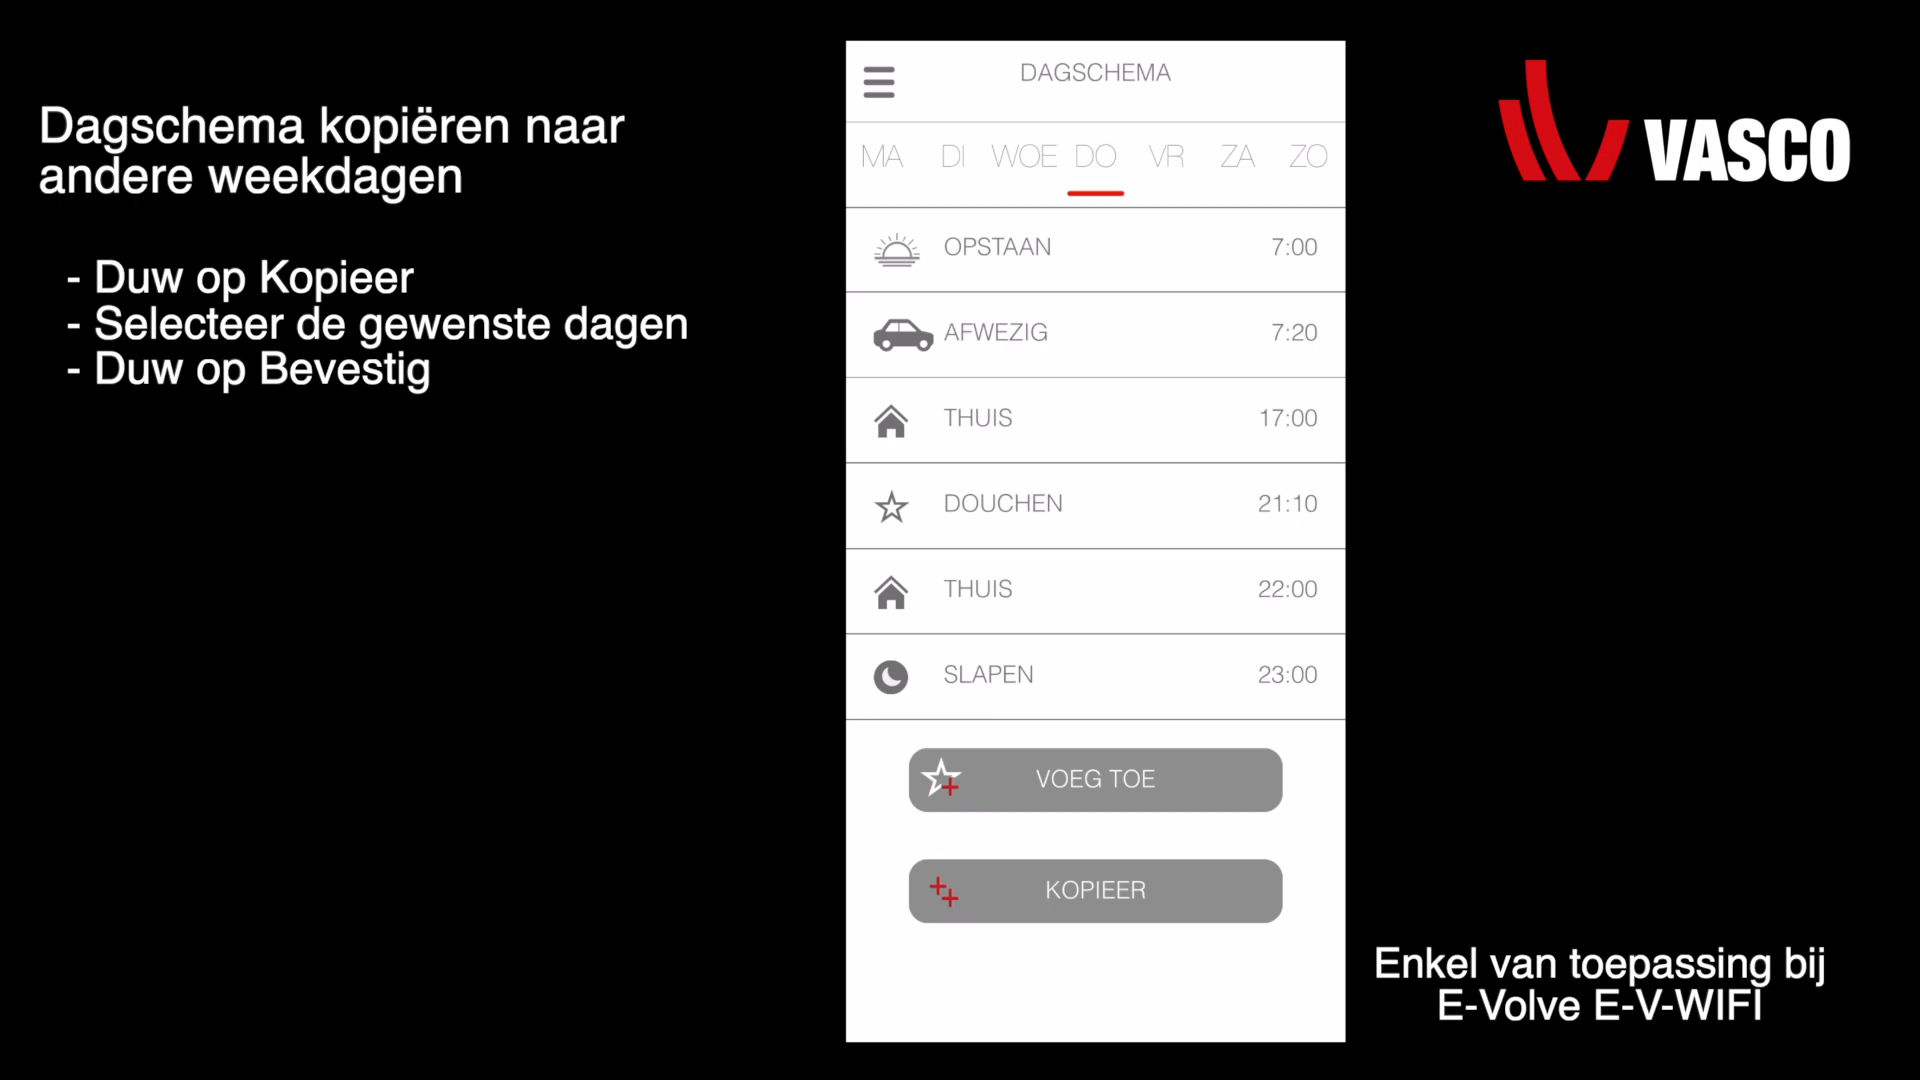 Dagschema kopiëren naar
andere weekdagen
- Duw op Kopieer
- Selecteer de gewenste dagen
- Duw op Bevestig
DAGSCHEMA
MA DI WOE DO VR ZA ZO
OPSTAAN 7:00
AFWEZIG 7:20
THUIS 17:00
DOUCHEN 21:10
THUIS 22:00
SLAPEN 23:00
VOEG TOE
KOPIEER
VASCO
Enkel van toepassing bij
E-Volve E-V-WIFI